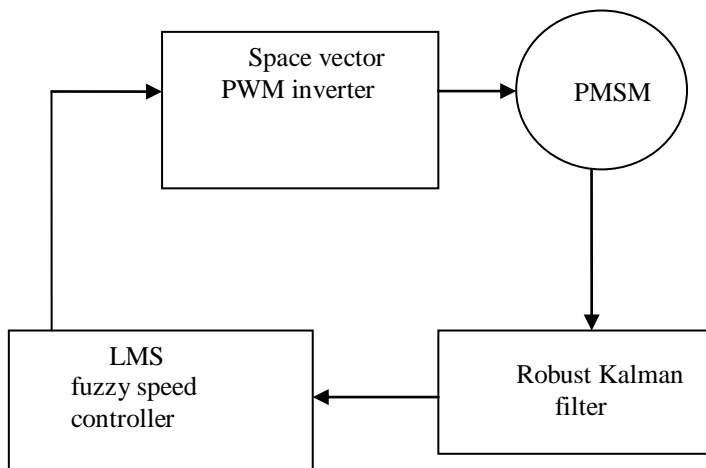 Space vector
PWM inverter
PMSM
LMS
fuzzy speed
controller
Robust Kalman
filter